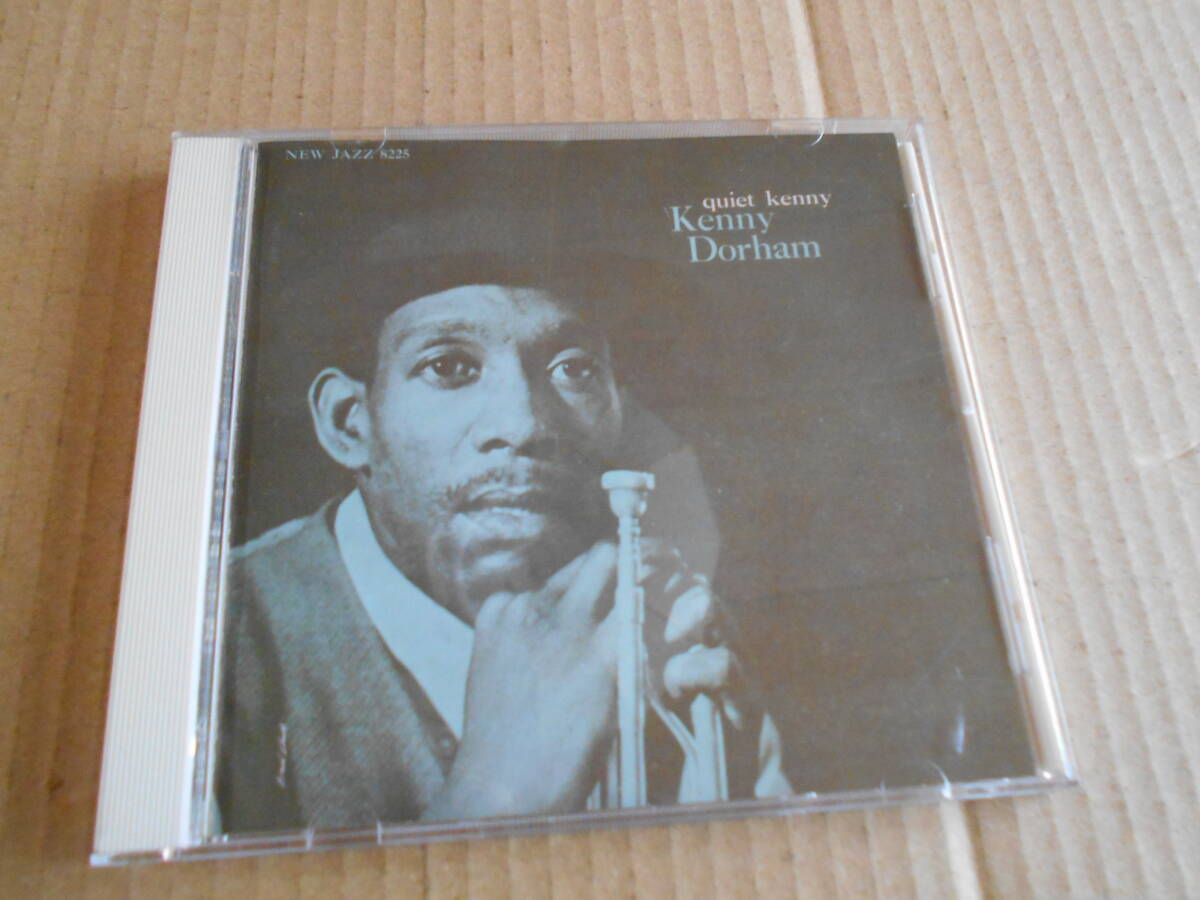 NEW JAZZ 8225
quiet kenny
Kenny
Dorham